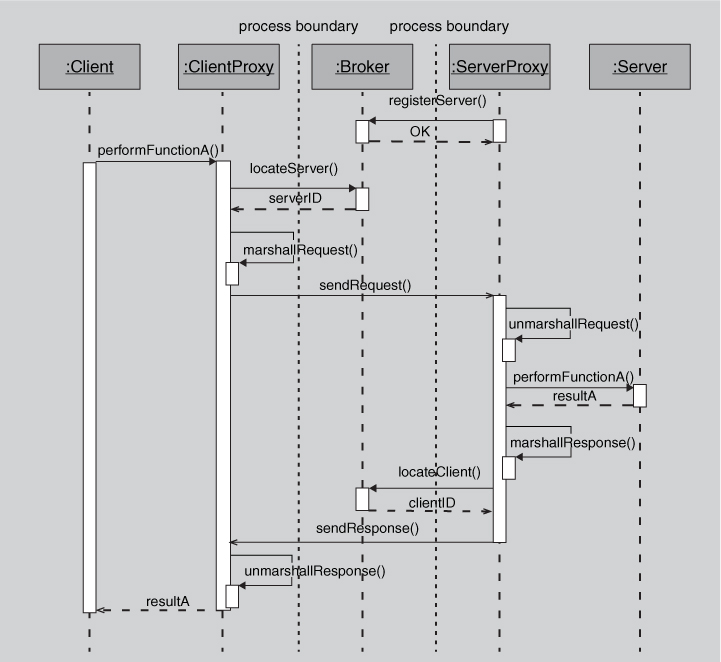 process boundary process boundary
:Client :ClientProxy :Broker :ServerProxy :Server
registerServer()
OK
performFunctionA()
locateServer()
serverID
marshallRequest()
sendRequest()
unmarshallRequest()
performFunctionA()
resultA
marshallResponse()
locateClient()
clientID
sendResponse()
unmarshallResponse()
resultA